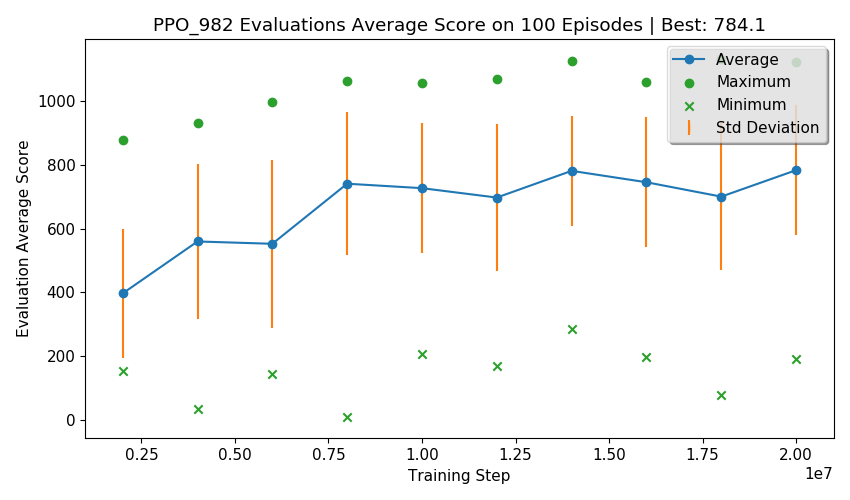 PPO_982 Evaluations Average Score on 100 Episodes | Best: 784.1
Average
Maximum
Minimum
Std Deviation
Evaluation Average Score
1000
800
600
400
200
0
0.25
0.50
0.75
1.00
1.25
1.50
1.75
2.00
1e7
Training Step